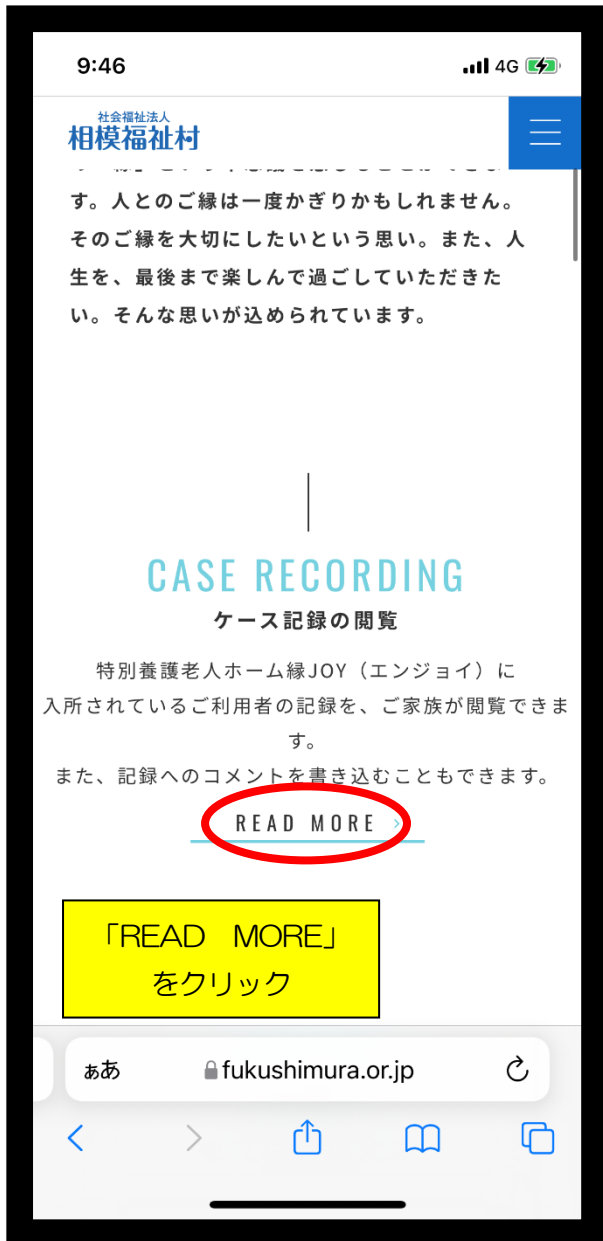 9:46
4G
社会福祉法人
相模福祉村
す。人とのご縁は一度かぎりかもしれません。
そのご縁を大切にしたいという思い。また、人
生を、最後まで楽しんで過ごしていただきた
い。そんな思いが込められています。
CASE RECORDING
ケース記録の閲覧
特別養護老人ホーム縁JOY（エンジョイ）に
入所されているご利用者の記録を、ご家族が閲覧できま
す。
また、記録へのコメントを書き込むこともできます。
READ MORE >
「READ　MORE」
をクリック
ぁあ
fukushimura.or.jp